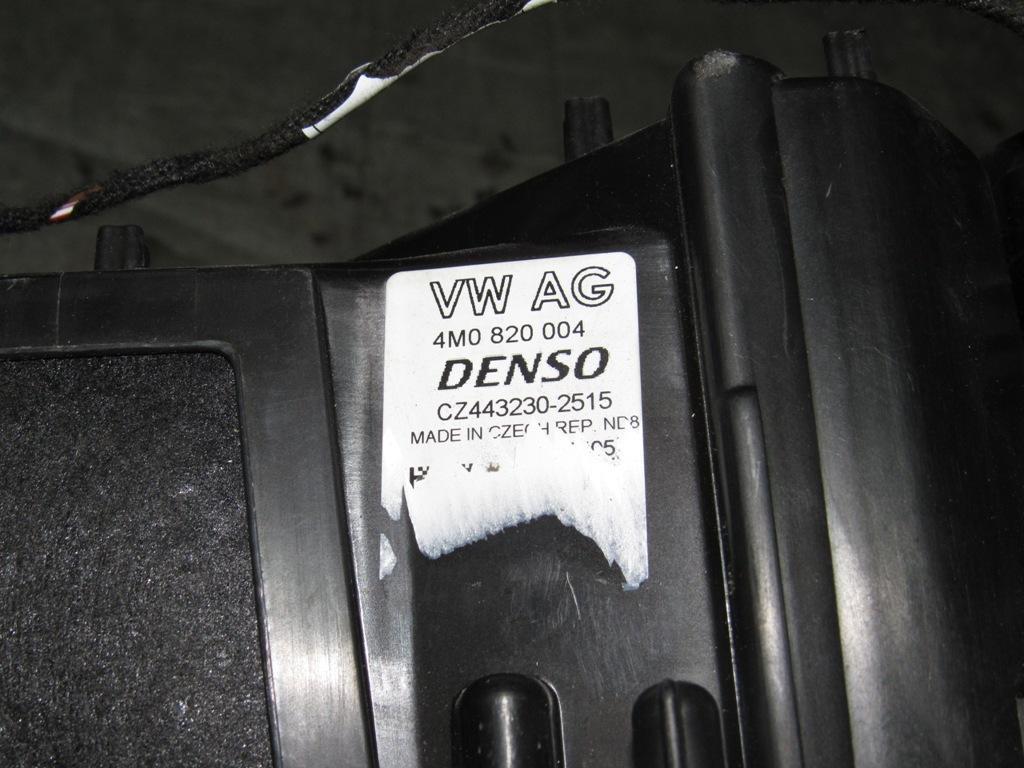 VW AG
4M0 820 004
DENSO
CZ443230-2515
MADE IN CZECH REP. ND8